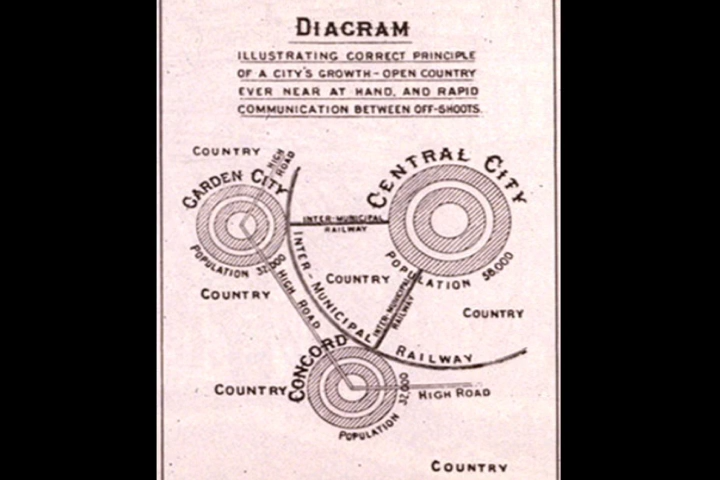 DIAGRAM
ILLUSTRATING CORRECT PRINCIPLE
OF A CITY'S GROWTH - OPEN COUNTRY
EVER NEAR AT HAND, AND RAPID
COMMUNICATION BETWEEN OFF-SHOOTS.
COUNTRY
HIGH
ROAD
GARDEN CITY
POPULATION 32,000
CENTRAL CITY
POPULATION 58,000
INTER-MUNICIPAL
RAILWAY
INTER-MUNICIPAL RAILWAY
COUNTRY
INTER-MUNICIPAL
RAILWAY
COUNTRY
HIGH ROAD
COUNTRY
CONCORD
POPULATION 32,000
COUNTRY
HIGH ROAD
COUNTRY